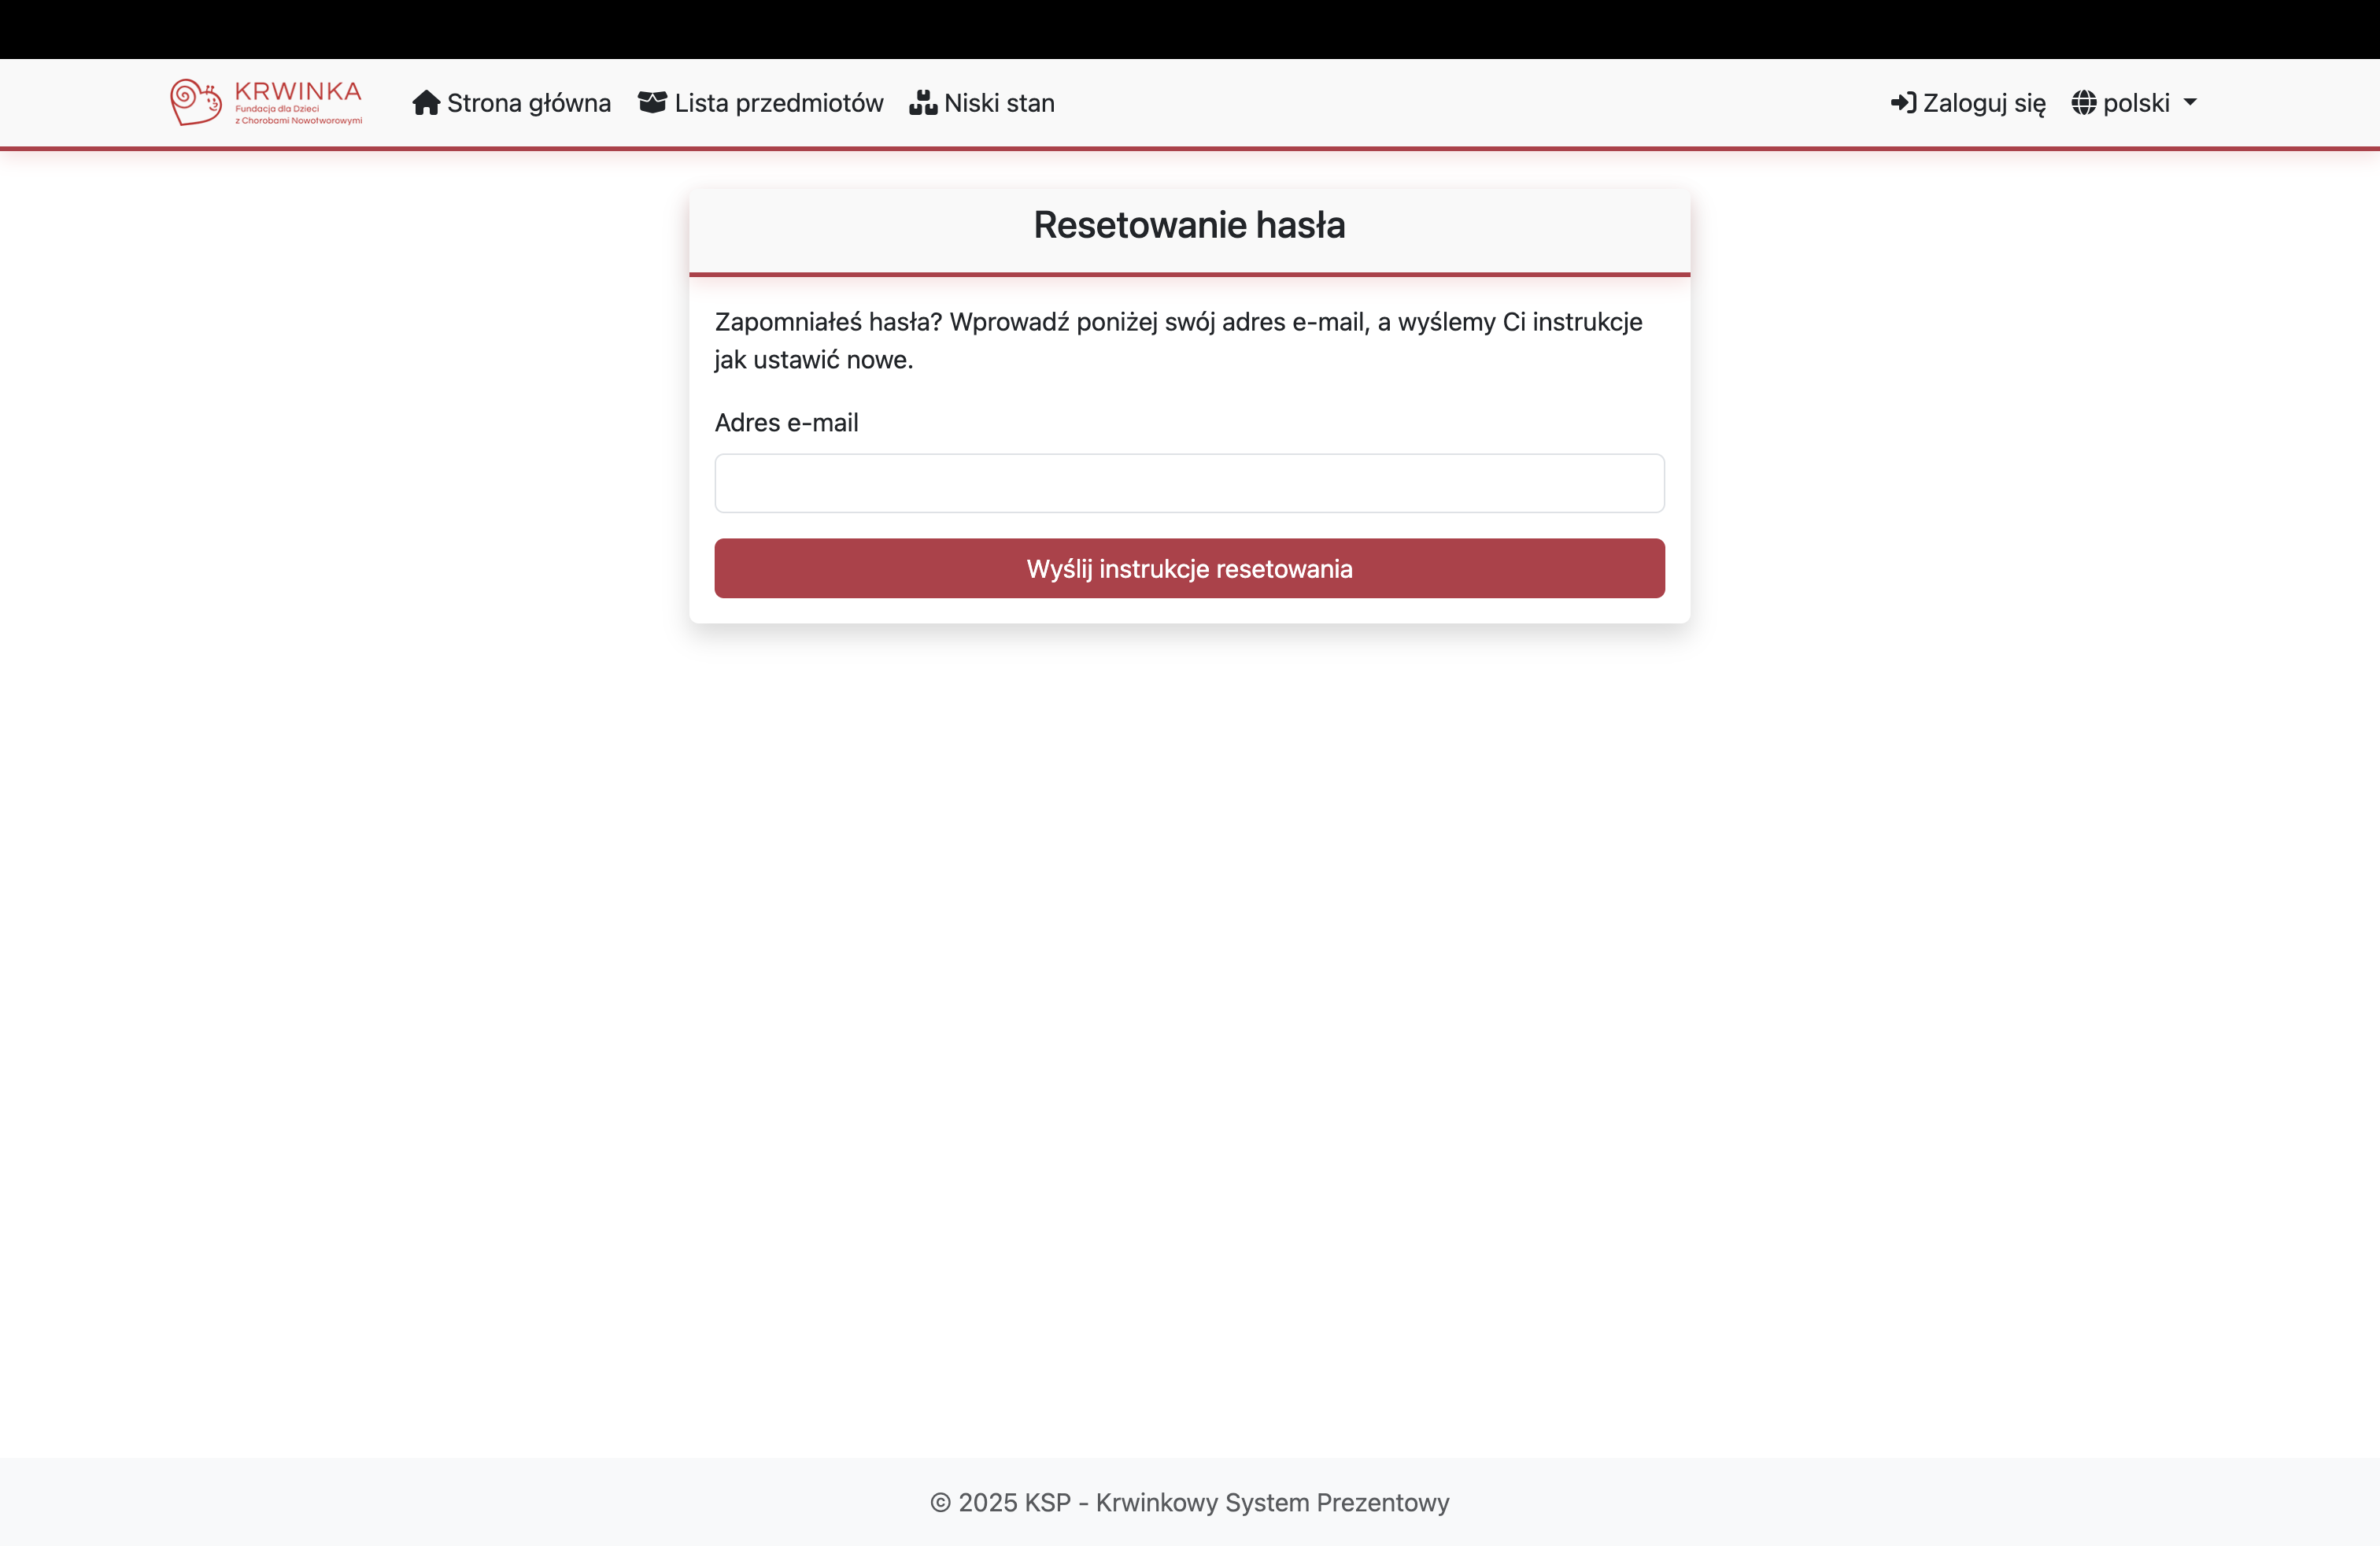 KRWINKA
Fundacja dla Dzieci
z Chorobami Nowotworowymi
Strona główna
Lista przedmiotów
Niski stan
Zaloguj się
polski
Resetowanie hasła
Zapomniałeś hasła? Wprowadź poniżej swój adres e-mail, a wyślemy Ci instrukcje
jak ustawić nowe.
Adres e-mail
Wyślij instrukcje resetowania
© 2025 KSP - Krwinkowy System Prezentowy